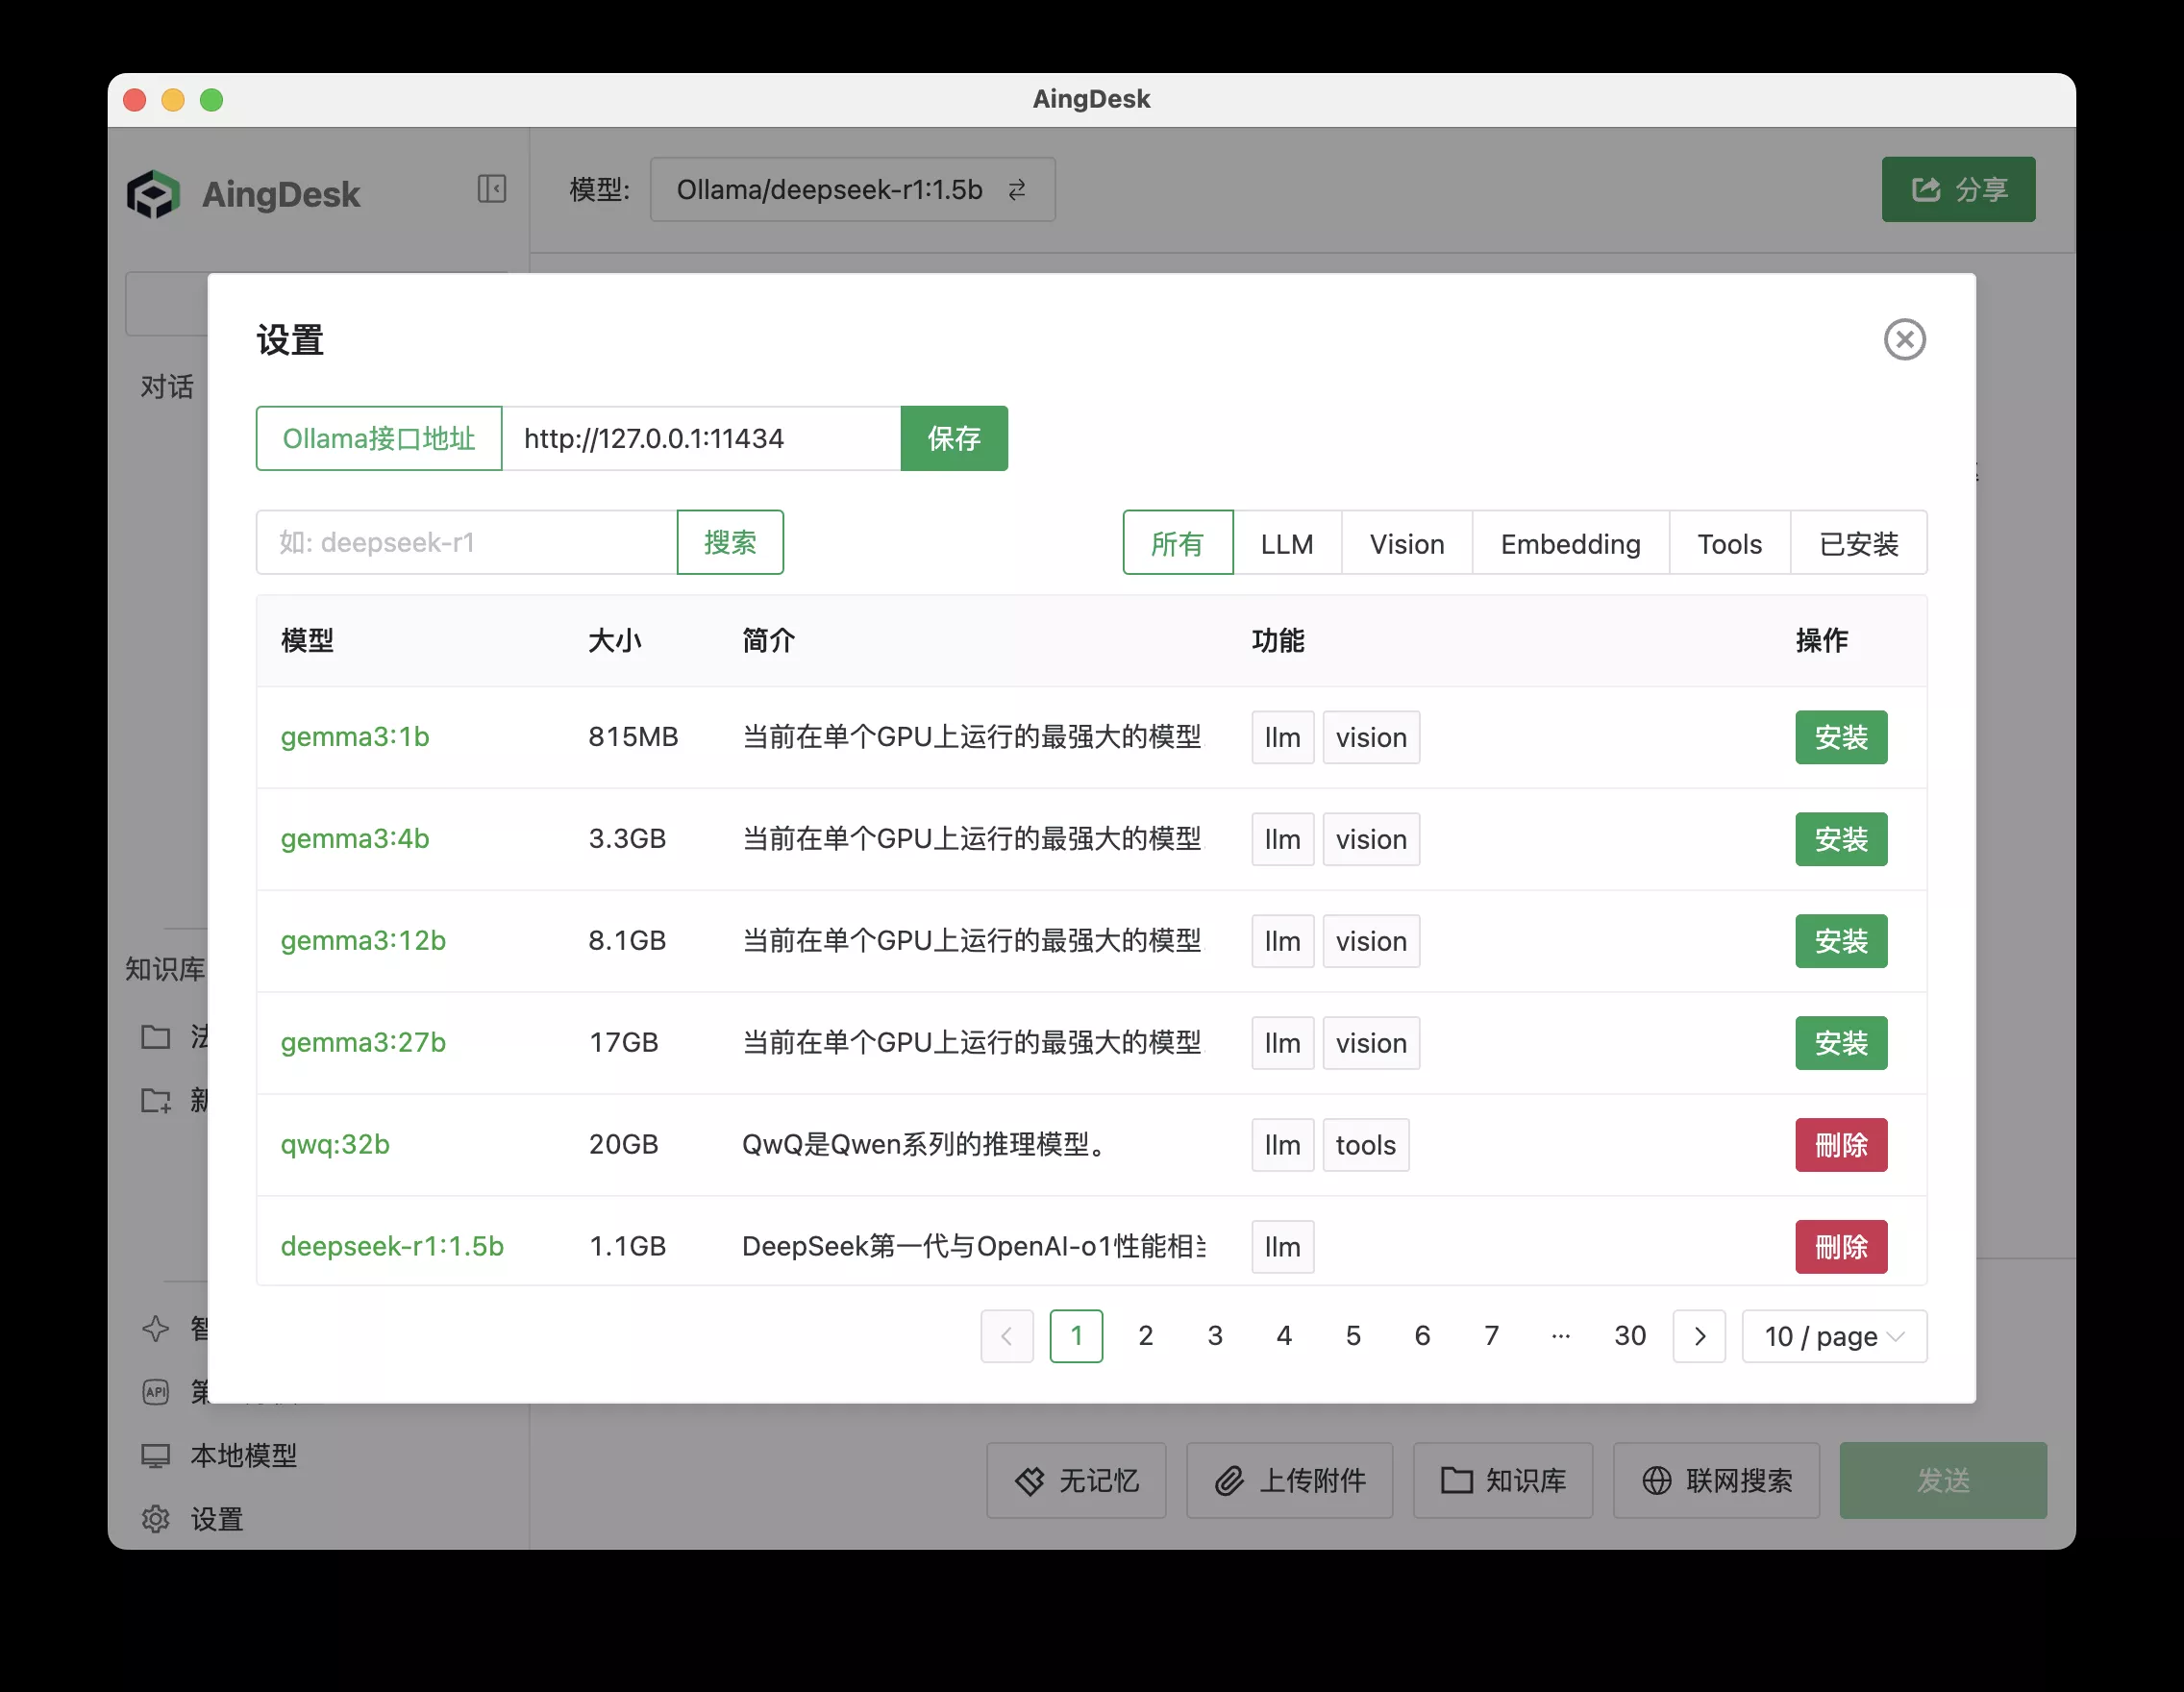 AingDesk
AingDesk
模型: Ollama/deepseek-r1:1.5b
分享
设置
对话
Ollama接口地址 http://127.0.0.1:11434 保存
如: deepseek-r1 搜索 所有 LLM Vision Embedding Tools 已安装
模型 大小 简介 功能 操作
gemma3:1b 815MB 当前在单个GPU上运行的最强大的模型 llm vision 安装
gemma3:4b 3.3GB 当前在单个GPU上运行的最强大的模型 llm vision 安装
gemma3:12b 8.1GB 当前在单个GPU上运行的最强大的模型 llm vision 安装
知识库
gemma3:27b 17GB 当前在单个GPU上运行的最强大的模型 llm vision 安装
新
qwq:32b 20GB QwQ是Qwen系列的推理模型。 llm tools 刪除
deepseek-r1:1.5b 1.1GB DeepSeek第一代与OpenAI-o1性能相 llm 刪除
1 2 3 4 5 6 7 ··· 30 10 / page
智
API 第
本地模型
无记忆 上传附件 知识库 联网搜索 发送
设置